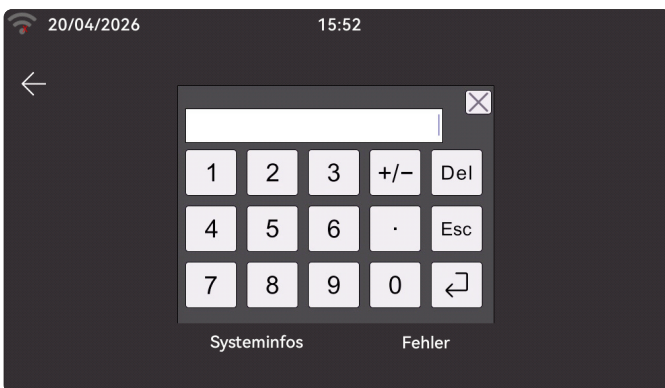 20/04/2026 15:52
1 2 3 +/− Del
4 5 6 . Esc
7 8 9 0
Systeminfos Fehler